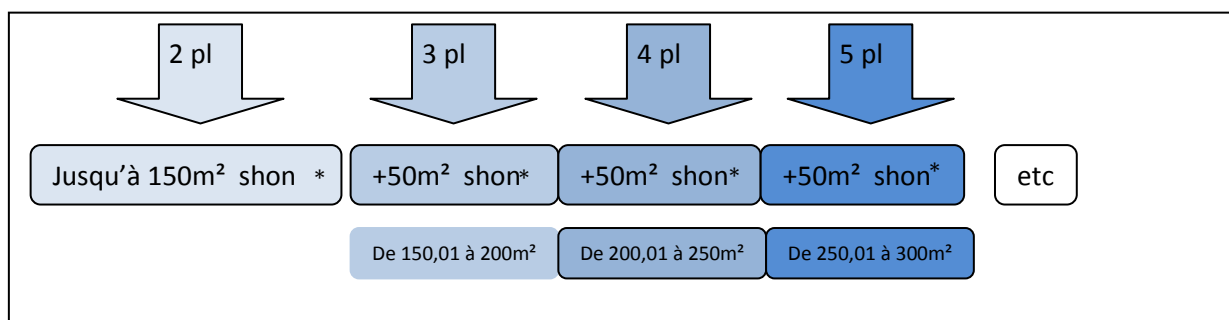 2 pl 3 pl 4 pl 5 pl
Jusqu’à 150m² shon * +50m² shon* +50m² shon* +50m² shon* etc
De 150,01 à 200m² De 200,01 à 250m² De 250,01 à 300m²